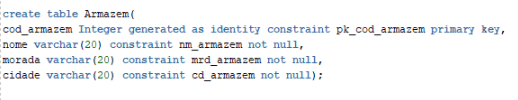 create table Armazem(
cod_armazem Integer generated as identity constraint pk_cod_armazem primary key,
nome varchar(20) constraint nm_armazem not null,
morada varchar(20) constraint mrd_armazem not null,
cidade varchar(20) constraint cd_armazem not null);